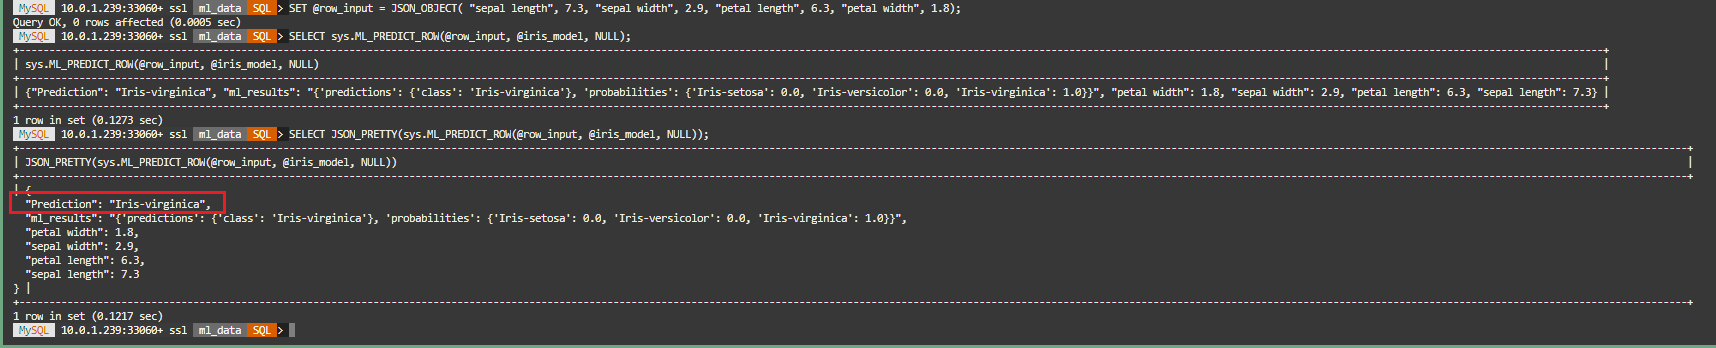 MySQL 10.0.1.239:33060+ ssl ml_data SQL > SET @row_input = JSON_OBJECT( "sepal length", 7.3, "sepal width", 2.9, "petal length", 6.3, "petal width", 1.8);
Query OK, 0 rows affected (0.0005 sec)
MySQL 10.0.1.239:33060+ ssl ml_data SQL > SELECT sys.ML_PREDICT_ROW(@row_input, @iris_model, NULL);
| sys.ML_PREDICT_ROW(@row_input, @iris_model, NULL) |
| {"Prediction": "Iris-virginica", "ml_results": "{'predictions': {'class': 'Iris-virginica'}, 'probabilities': {'Iris-setosa': 0.0, 'Iris-versicolor': 0.0, 'Iris-virginica': 1.0}}", "petal width": 1.8, "sepal width": 2.9, "petal length": 6.3, "sepal length": 7.3} |
1 row in set (0.1273 sec)
MySQL 10.0.1.239:33060+ ssl ml_data SQL > SELECT JSON_PRETTY(sys.ML_PREDICT_ROW(@row_input, @iris_model, NULL));
| JSON_PRETTY(sys.ML_PREDICT_ROW(@row_input, @iris_model, NULL)) |
| {
"Prediction": "Iris-virginica",
"ml_results": "{'predictions': {'class': 'Iris-virginica'}, 'probabilities': {'Iris-setosa': 0.0, 'Iris-versicolor': 0.0, 'Iris-virginica': 1.0}}",
"petal width": 1.8,
"sepal width": 2.9,
"petal length": 6.3,
"sepal length": 7.3
} |
1 row in set (0.1217 sec)
MySQL 10.0.1.239:33060+ ssl ml_data SQL >